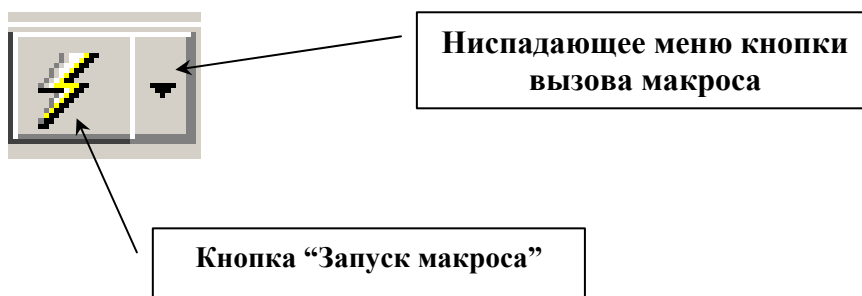 Ниспадающее меню кнопки
вызова макроса
Кнопка “Запуск макроса”